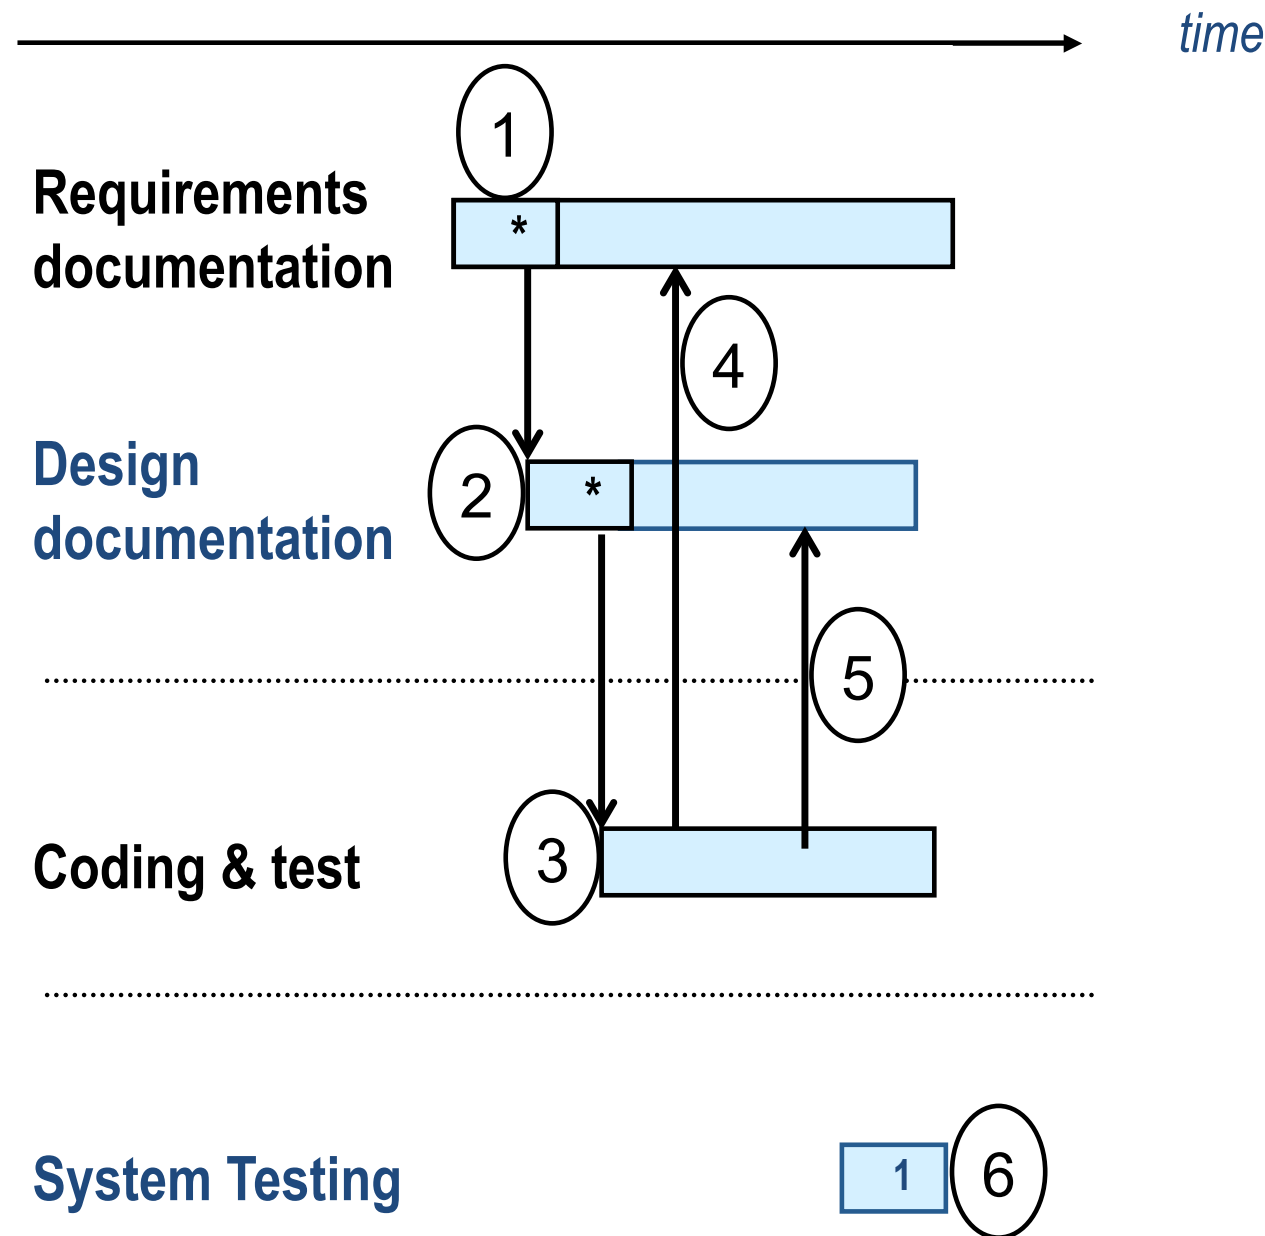 time
1
Requirements
documentation
*
4
Design
documentation
2
*
5
Coding & test
3
System Testing
1
6